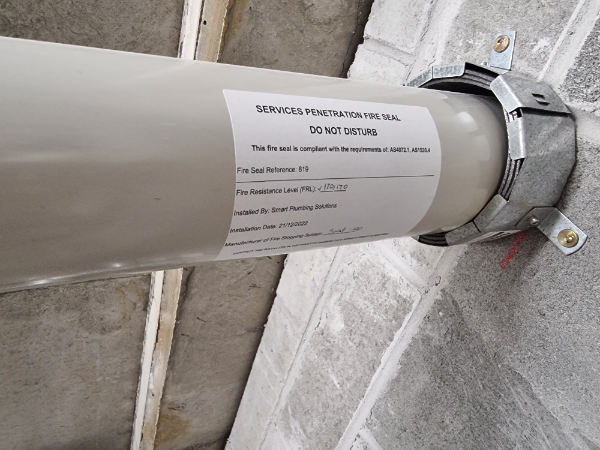 SERVICES PENETRATION FIRE SEAL
DO NOT DISTURB
This fire seal is compliant with the requirements of: AS4072.1, AS1530.4
Fire Seal Reference: 819
Fire Resistance Level (FRL):
Installed By: Smart Plumbing Solutions
Installation Date: 21/12/2022
Manufacturer of Fire Stopping System: